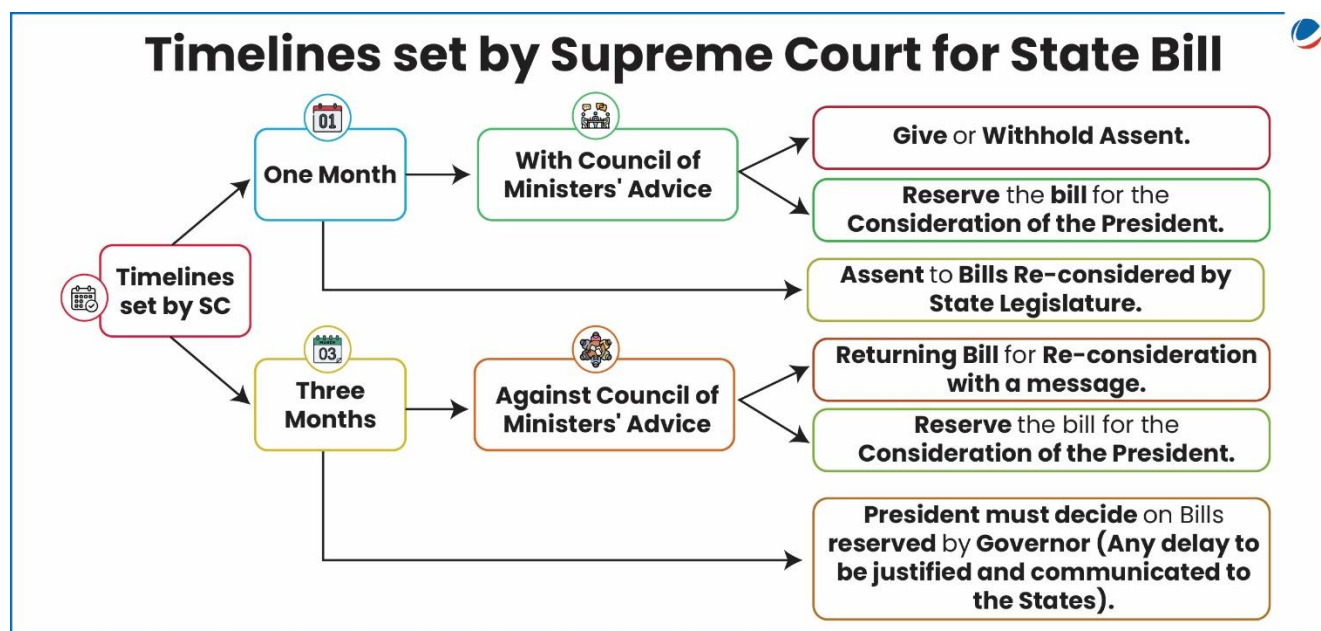 Timelines set by Supreme Court for State Bill
01
One Month
With Council of
Ministers' Advice
Give or Withhold Assent.
Reserve the bill for the
Consideration of the President.
Assent to Bills Re-considered by
State Legislature.
Timelines
set by SC
03
Three
Months
Against Council of
Ministers' Advice
Returning Bill for Re-consideration
with a message.
Reserve the bill for the
Consideration of the President.
President must decide on Bills
reserved by Governor (Any delay to
be justified and communicated to
the States).